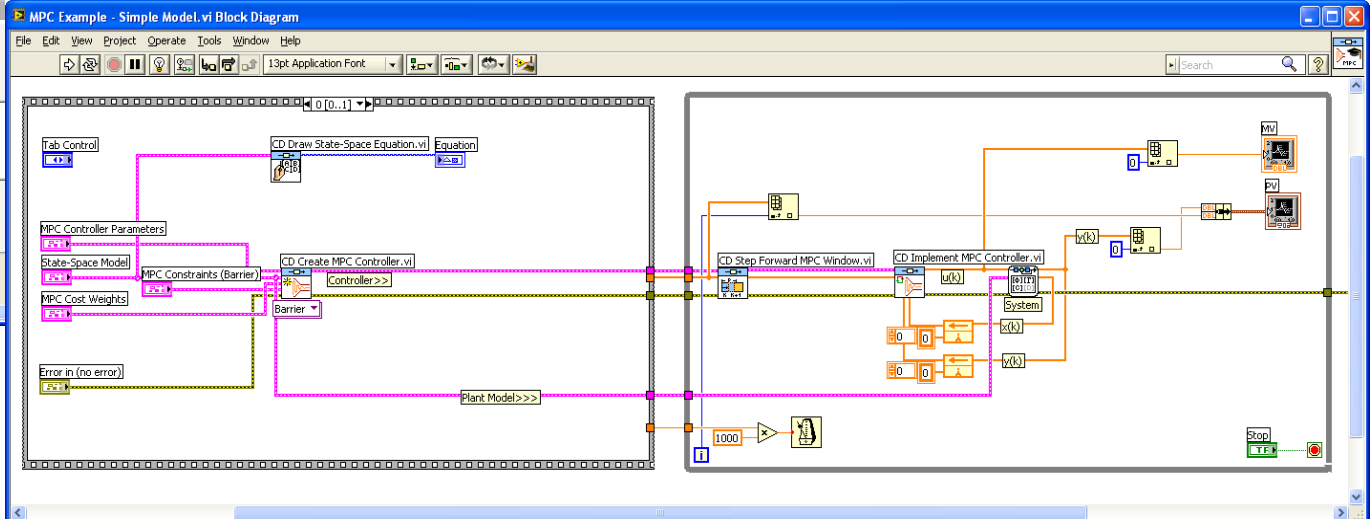 MPC Example - Simple Model.vi Block Diagram
File Edit View Project Operate Tools Window Help
13pt Application Font
Search
MPC
0 [0..1]
Tab Control
CD Draw State-Space Equation.vi
Equation
MPC Controller Parameters
State-Space Model
MPC Constraints (Barrier)
CD Create MPC Controller.vi
Controller>>
MPC Cost Weights
Barrier
Error in (no error)
Plant Model>>>
MV
0
DBL
PV
DBL
DBL
y(k)
0
CD Step Forward MPC Window.vi
CD Implement MPC Controller.vi
u(k)
System
0
0
x(k)
0
0
y(k)
1000
i
Stop
TF